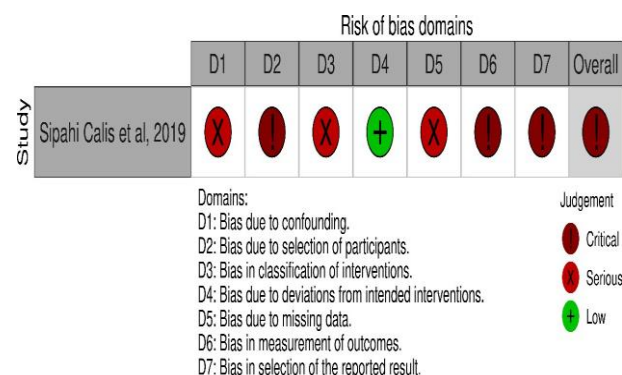 Risk of bias domains
D1 D2 D3 D4 D5 D6 D7 Overall
Study
Sipahi Calis et al, 2019
X ! X + X ! ! !
Domains:
D1: Bias due to confounding.
D2: Bias due to selection of participants.
D3: Bias in classification of interventions.
D4: Bias due to deviations from intended interventions.
D5: Bias due to missing data.
D6: Bias in measurement of outcomes.
D7: Bias in selection of the reported result.
Judgement
! Critical
X Serious
+ Low